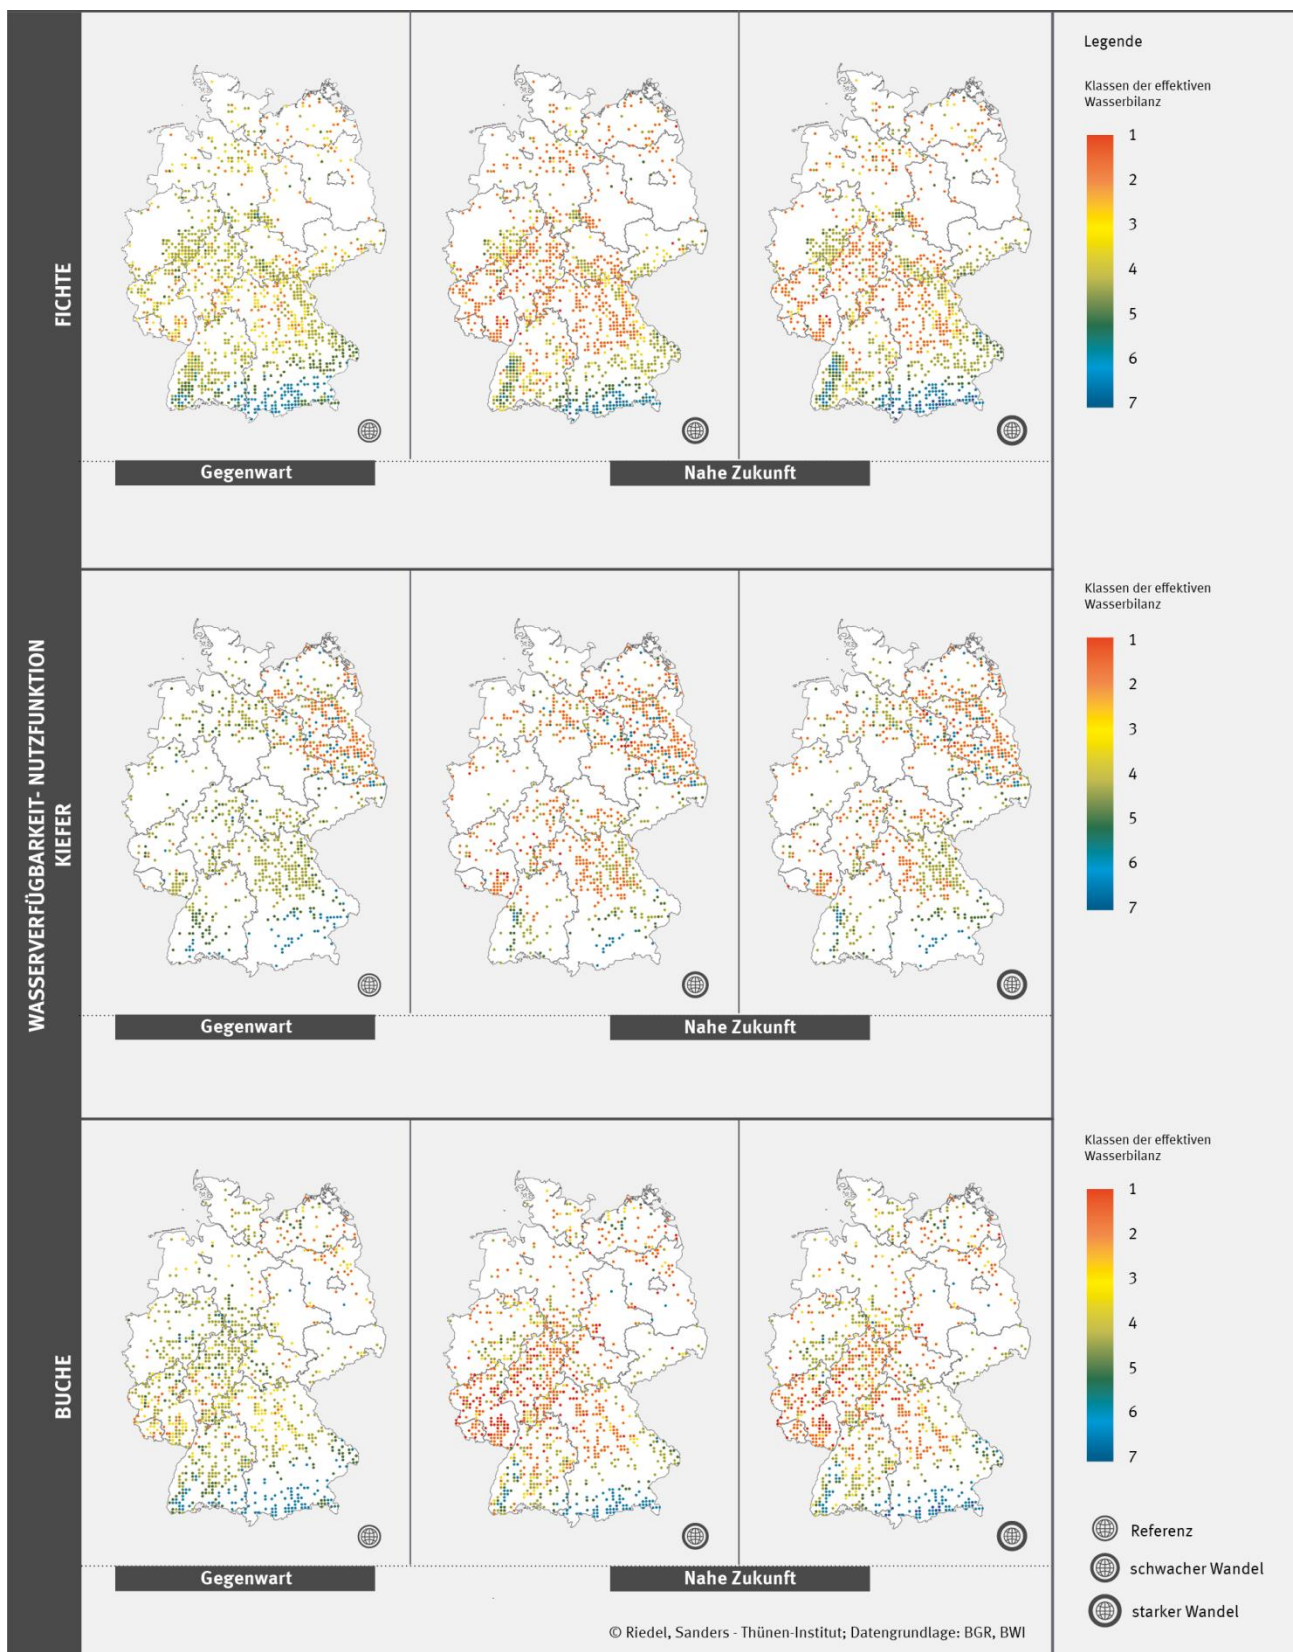 WASSERVERFÜGBARKEIT- NUTZFUNKTION
FICHTE
Gegenwart
Nahe Zukunft
Legende
Klassen der effektiven
Wasserbilanz
1
2
3
4
5
6
7
KIEFER
Gegenwart
Nahe Zukunft
Klassen der effektiven
Wasserbilanz
1
2
3
4
5
6
7
BUCHE
Gegenwart
Nahe Zukunft
Klassen der effektiven
Wasserbilanz
1
2
3
4
5
6
7
Referenz
schwacher Wandel
starker Wandel
© Riedel, Sanders - Thünen-Institut; Datengrundlage: BGR, BWI